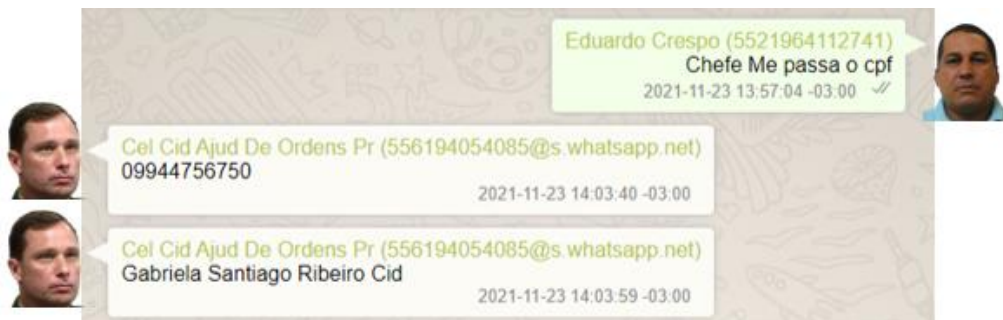 Eduardo Crespo (5521964112741)
Chefe Me passa o cpf
2021-11-23 13:57:04 -03:00
Cel Cid Ajud De Ordens Pr (556194054085@s.whatsapp.net)
09944756750
2021-11-23 14:03:40 -03:00
Cel Cid Ajud De Ordens Pr (556194054085@s.whatsapp.net)
Gabriela Santiago Ribeiro Cid
2021-11-23 14:03:59 -03:00